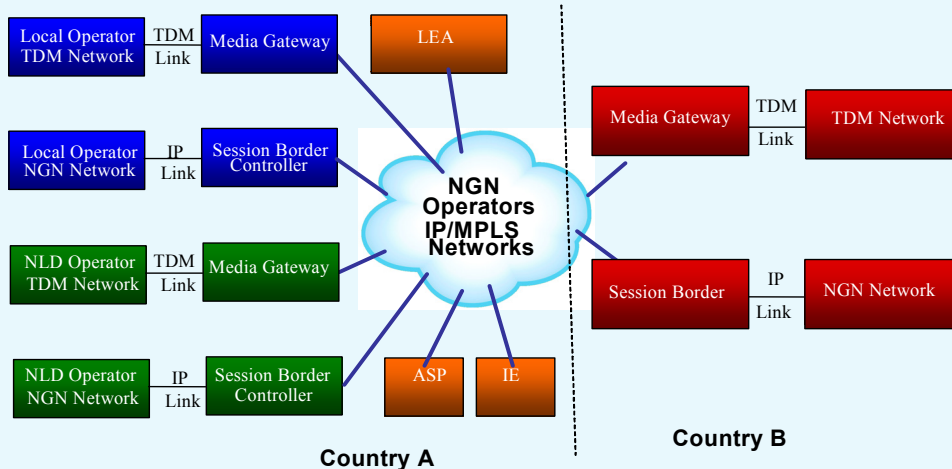 Local Operator
TDM Network
TDM
Link
Media Gateway
LEA
Local Operator
NGN Network
IP
Link
Session Border
Controller
NGN
Operators
IP/MPLS
Networks
Media Gateway
TDM
Link
TDM Network
NLD Operator
TDM Network
TDM
Link
Media Gateway
Session Border
IP
Link
NGN Network
NLD Operator
NGN Network
IP
Link
Session Border
Controller
ASP
IE
Country A
Country B